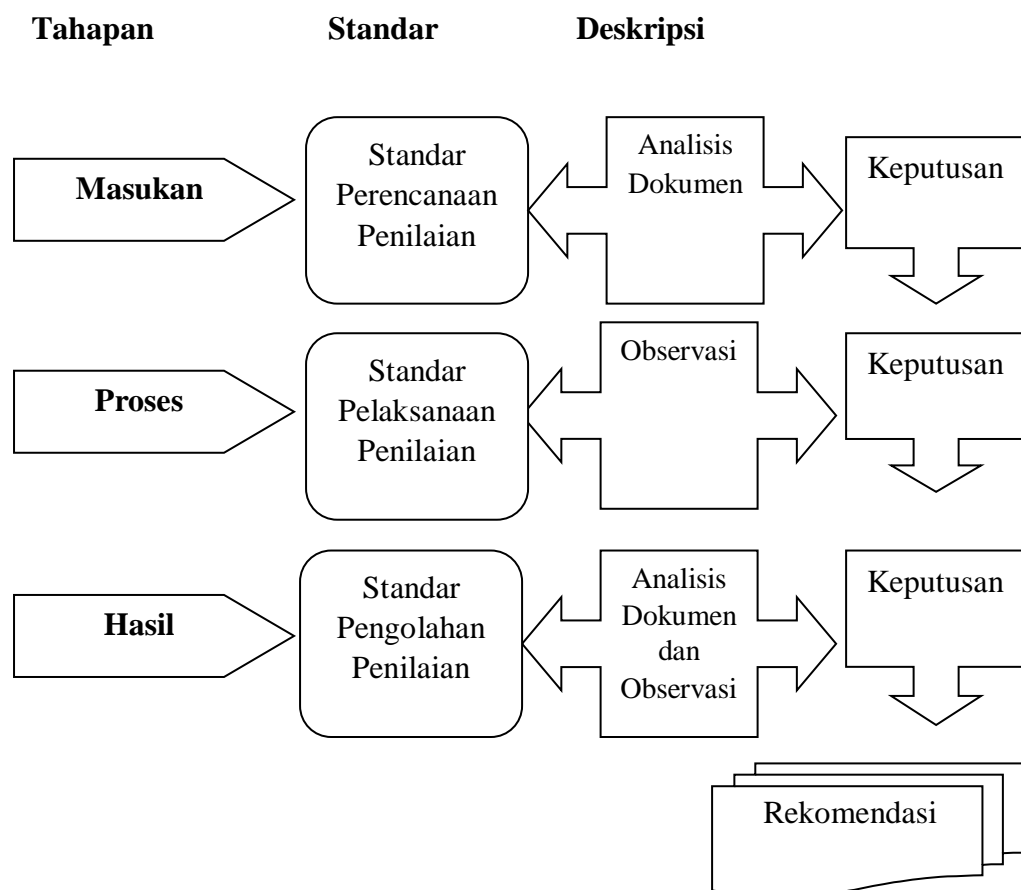 Tahapan Standar Deskripsi
Masukan
Standar
Perencanaan
Penilaian
Analisis
Dokumen
Keputusan
Proses
Standar
Pelaksanaan
Penilaian
Observasi
Keputusan
Hasil
Standar
Pengolahan
Penilaian
Analisis
Dokumen
dan
Observasi
Keputusan
Rekomendasi